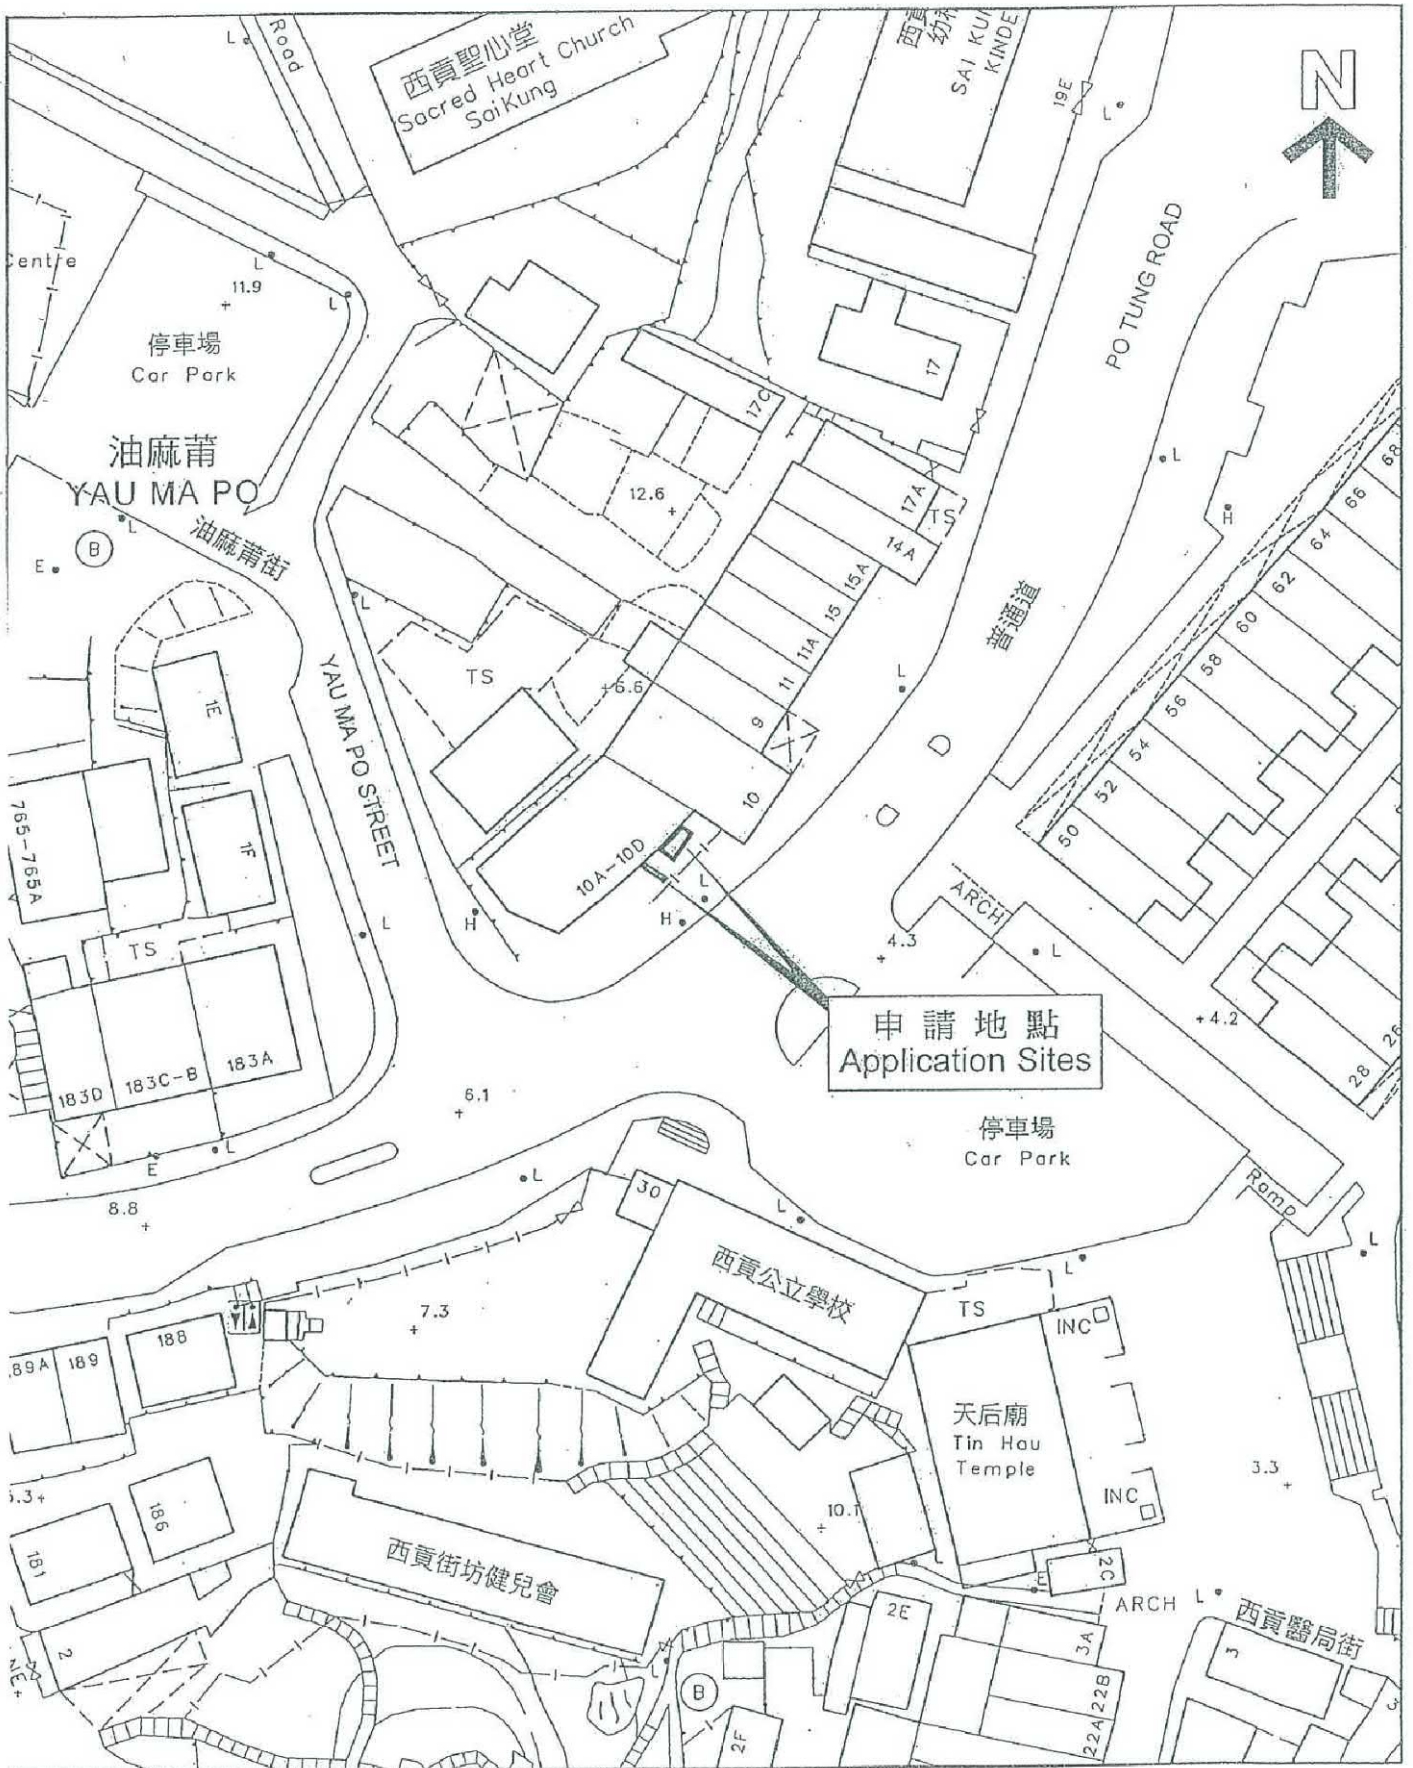 Road
西貢聖心堂
Sacred Heart Church
Sai Kung
SAI KUN
KINDE
19E
L
L
N
PO TUNG ROAD
Centre
L
11.9
L
停車場
Car Park
17
17C
油麻莆
YAU MA PO
L
油麻莆街
B
E
12.6
17A
TS
14A
15A
15
11A
11
9
10
L
H
68
66
64
62
60
58
56
54
52
50
普通道
L
L
TS
6.6
1E
YAU MA PO STREET
765-765A
1F
10A-10D
L
H
H
L
TS
ARCH
4.3
L
4.2
28
26
申請地點
Application Sites
183D
183C-B
183A
6.1
E
L
L
停車場
Car Park
Ramp
8.8
30
L
L
L
西貢公立學校
TS
INC
7.3
188
89A
189
天后廟
Tin Hau
Temple
3.3
INC
10.1
5.3
186
181
西貢街坊健兒會
2C
E
ARCH
L
西貢醫局街
2E
3A
3
2
NE
L
B
22B
22A
2F
3